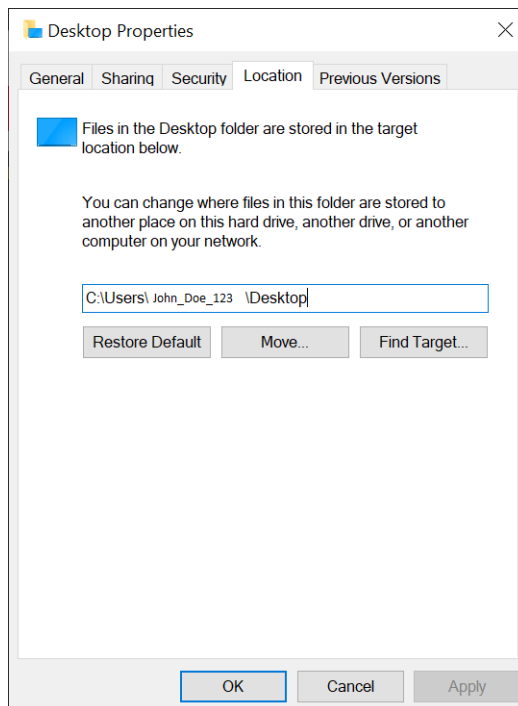 Desktop Properties
General Sharing Security Location Previous Versions
Files in the Desktop folder are stored in the target
location below.
You can change where files in this folder are stored to
another place on this hard drive, another drive, or another
computer on your network.
C:\Users\ John_Doe_123 \Desktop
Restore Default Move... Find Target...
OK Cancel Apply